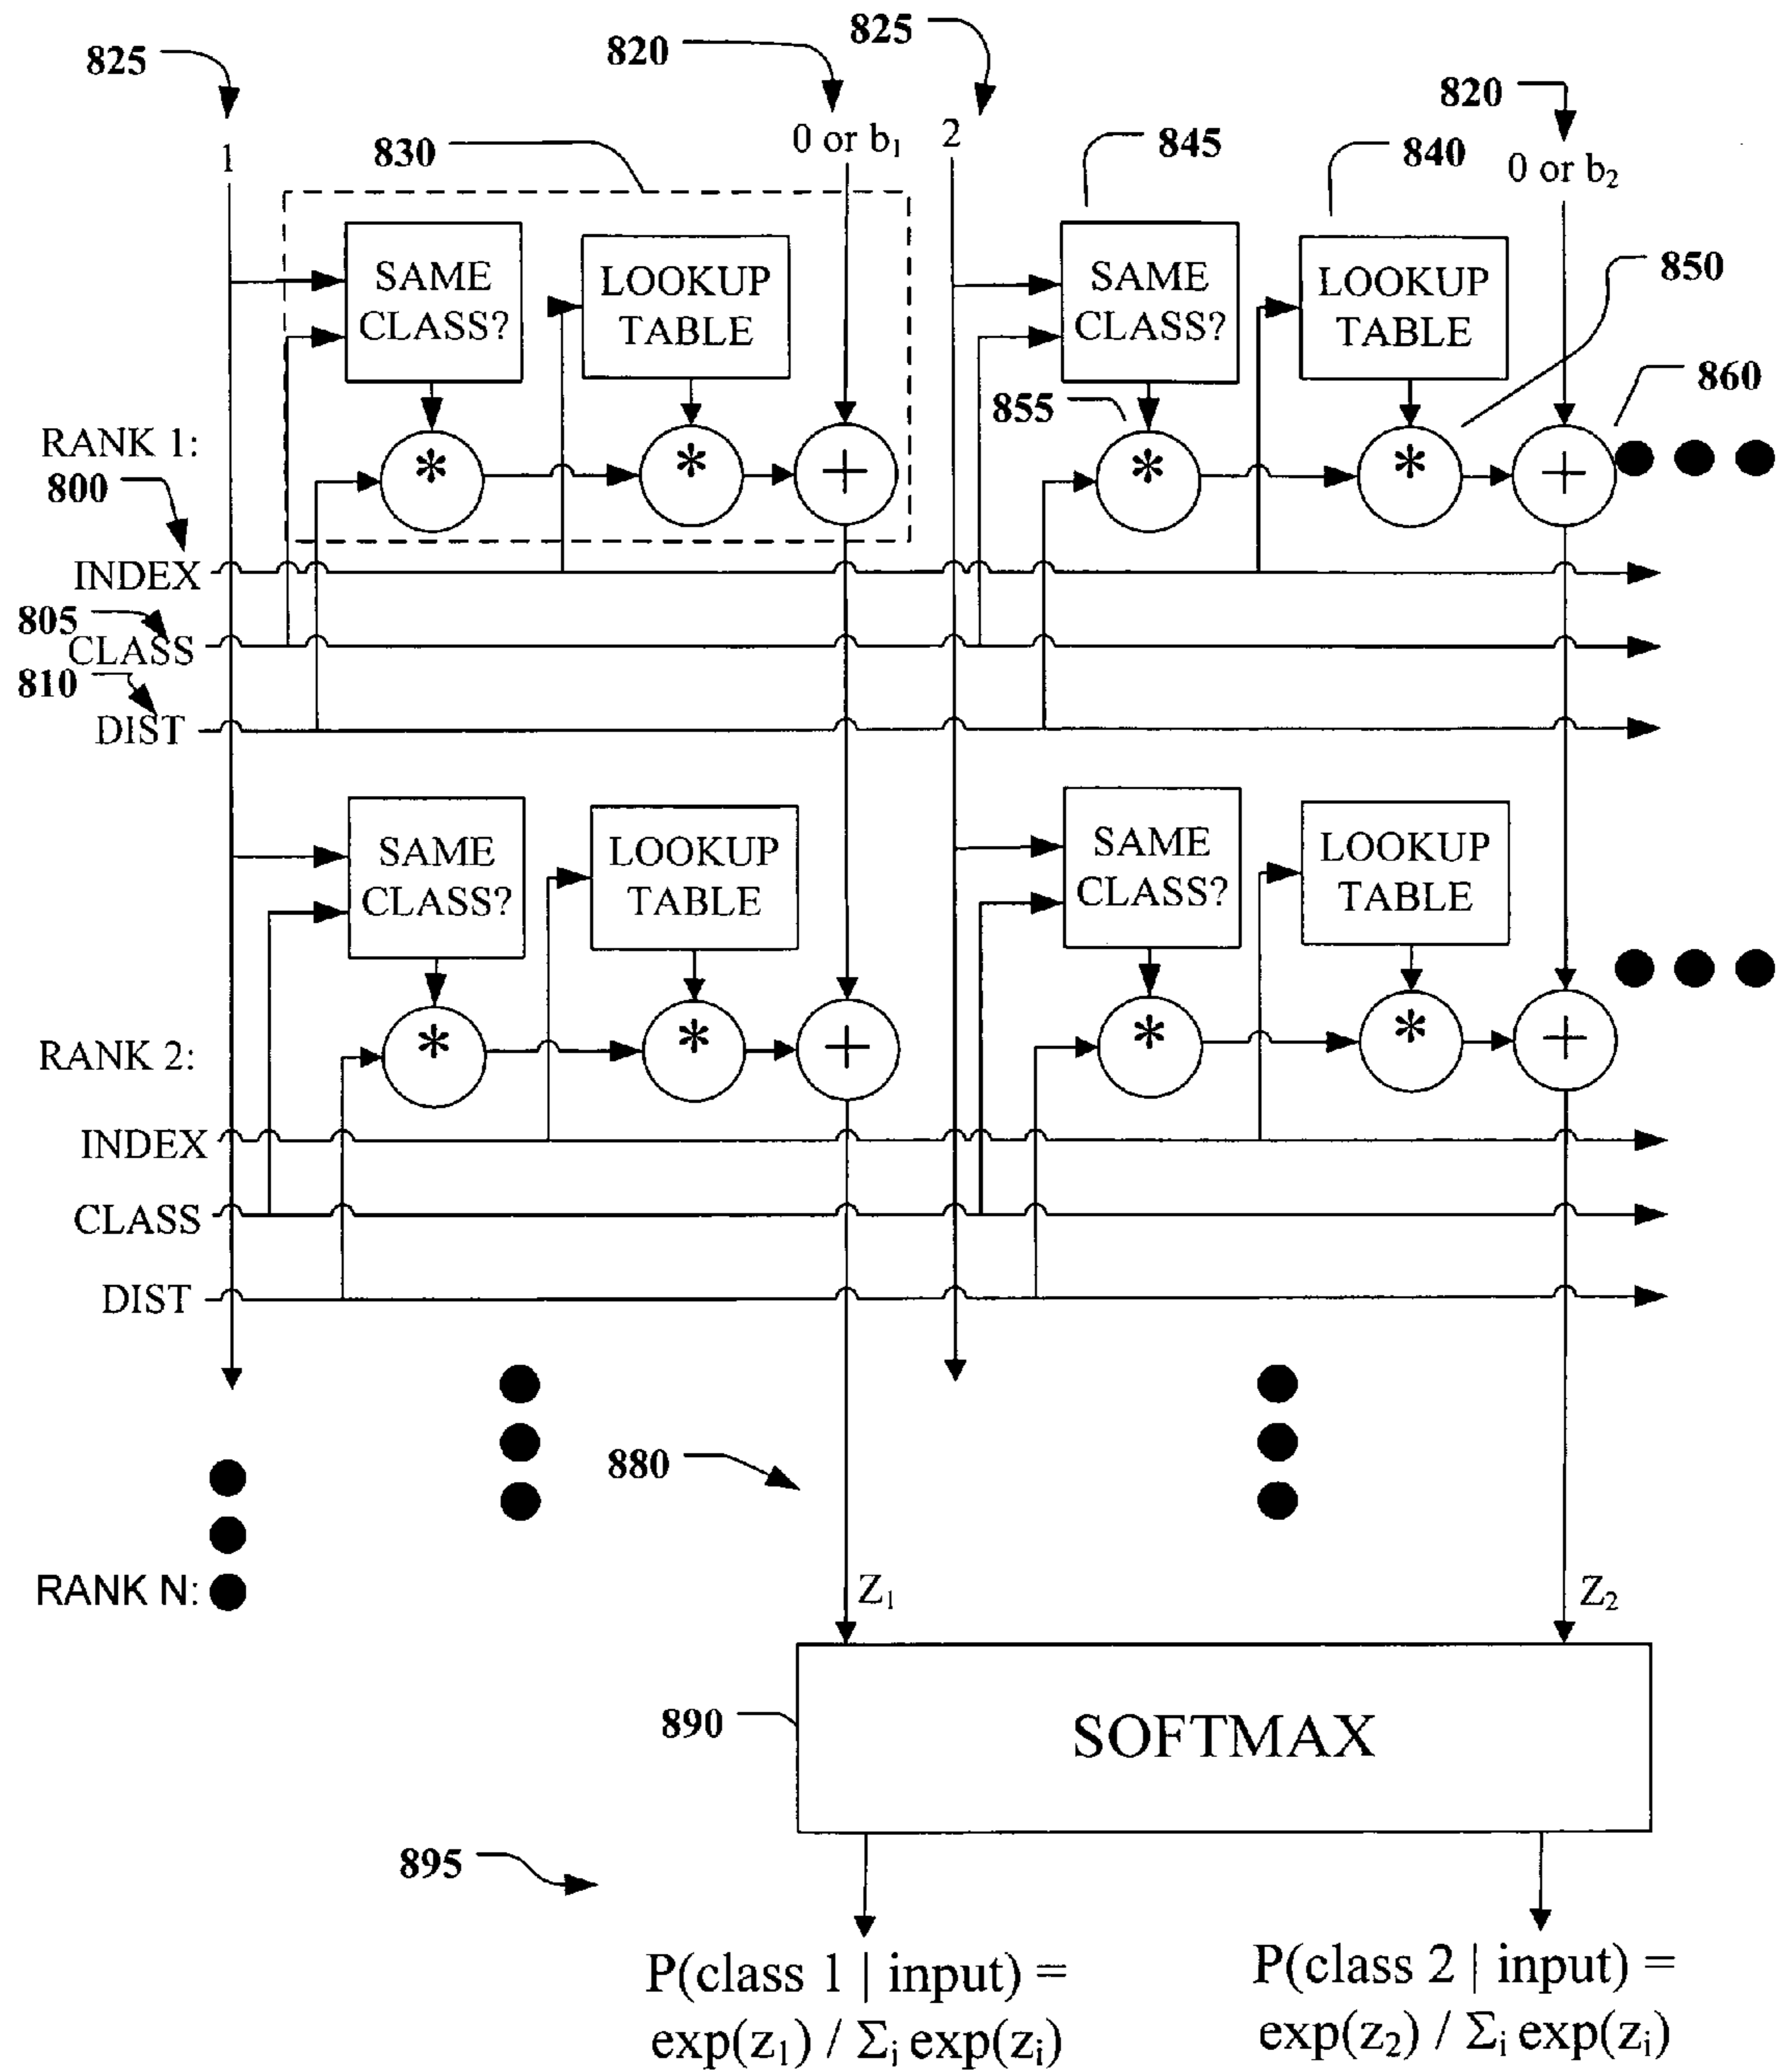 825
820
825
820
1
830
0 or b₁
2
845
840
0 or b₂
SAME
CLASS?
LOOKUP
TABLE
SAME
CLASS?
LOOKUP
TABLE
850
860
855
RANK 1:
*
*
+
*
*
+
800
INDEX
805
CLASS
810
DIST
SAME
CLASS?
LOOKUP
TABLE
SAME
CLASS?
LOOKUP
TABLE
RANK 2:
*
*
+
*
*
+
INDEX
CLASS
DIST
880
RANK N:
Z₁
Z₂
890
SOFTMAX
895
P(class 1 | input) =
exp(z₁) / Σⱼ exp(zᵢ)
P(class 2 | input) =
exp(z₂) / Σᵢ exp(zᵢ)